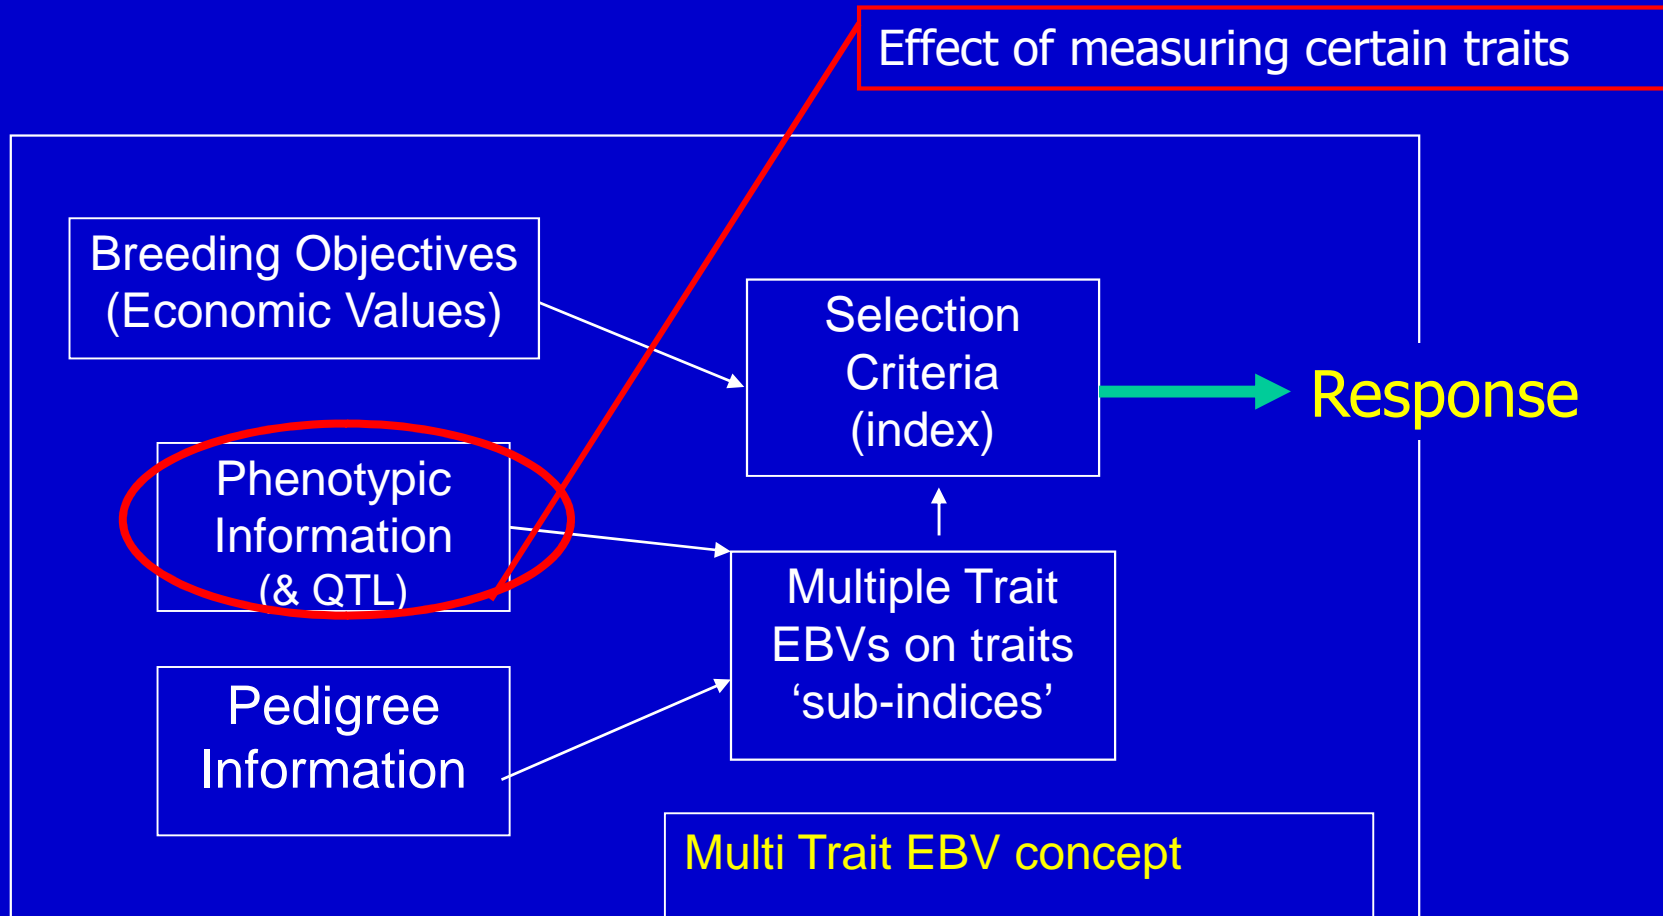 Effect of measuring certain traits
Breeding Objectives
(Economic Values)
Selection
Criteria
(index)
Response
Phenotypic
Information
(& QTL)
Multiple Trait
EBVs on traits
‘sub-indices’
Pedigree
Information
Multi Trait EBV concept